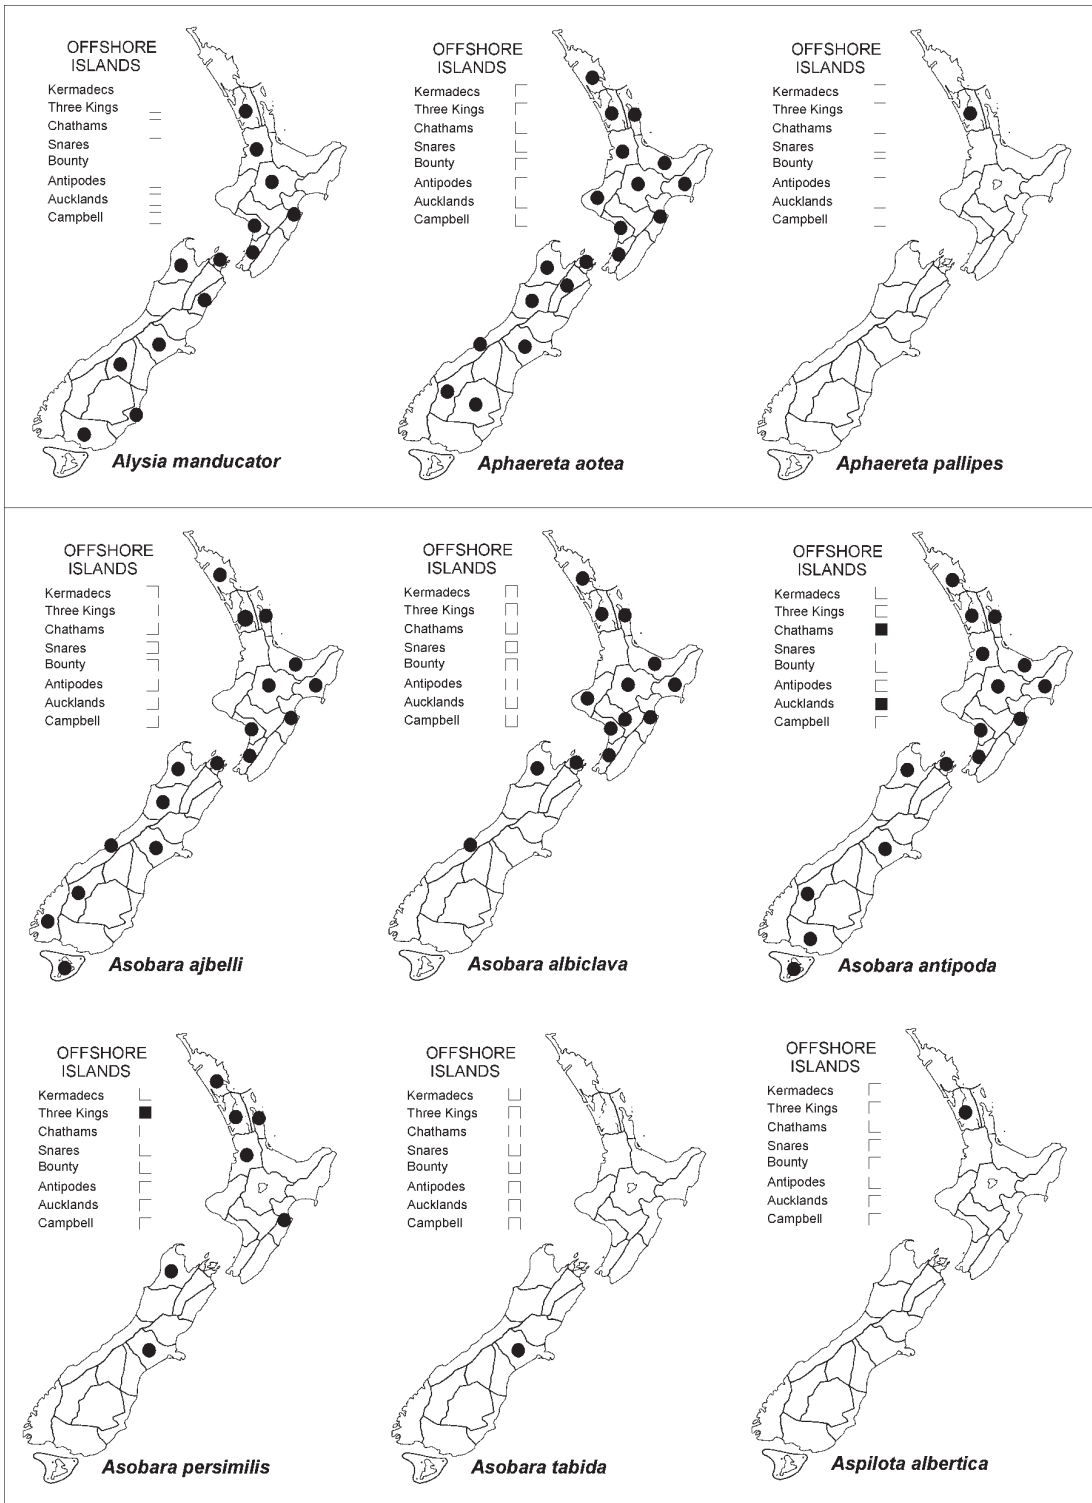 OFFSHORE
ISLANDS
Kermadecs
Three Kings
Chathams
Snares
Bounty
Antipodes
Aucklands
Campbell
Alysia manducator
OFFSHORE
ISLANDS
Kermadecs
Three Kings
Chathams
Snares
Bounty
Antipodes
Aucklands
Campbell
Aphaereta aotea
OFFSHORE
ISLANDS
Kermadecs
Three Kings
Chathams
Snares
Bounty
Antipodes
Aucklands
Campbell
Aphaereta pallipes
OFFSHORE
ISLANDS
Kermadecs
Three Kings
Chathams
Snares
Bounty
Antipodes
Aucklands
Campbell
Asobara ajbelli
OFFSHORE
ISLANDS
Kermadecs
Three Kings
Chathams
Snares
Bounty
Antipodes
Aucklands
Campbell
Asobara albiclava
OFFSHORE
ISLANDS
Kermadecs
Three Kings
Chathams
Snares
Bounty
Antipodes
Aucklands
Campbell
Asobara antipoda
OFFSHORE
ISLANDS
Kermadecs
Three Kings
Chathams
Snares
Bounty
Antipodes
Aucklands
Campbell
Asobara persimilis
OFFSHORE
ISLANDS
Kermadecs
Three Kings
Chathams
Snares
Bounty
Antipodes
Aucklands
Campbell
Asobara tabida
OFFSHORE
ISLANDS
Kermadecs
Three Kings
Chathams
Snares
Bounty
Antipodes
Aucklands
Campbell
Aspilota albertica